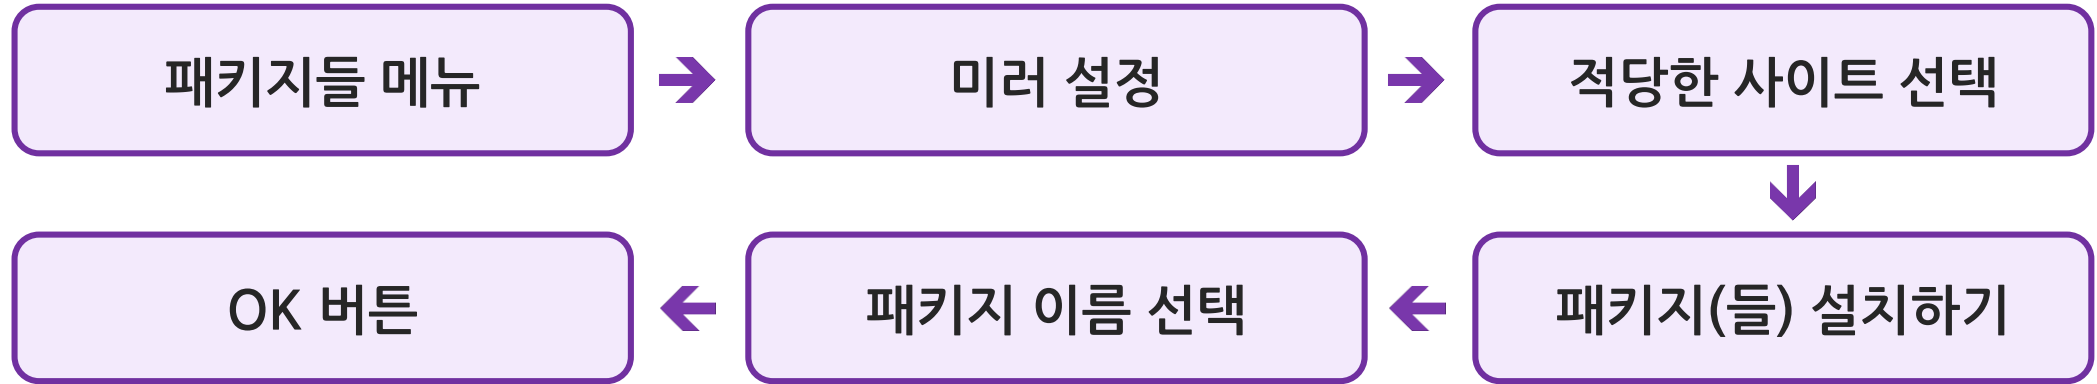 패키지들 메뉴
미러 설정
적당한 사이트 선택
패키지(들) 설치하기
패키지 이름 선택
OK 버튼